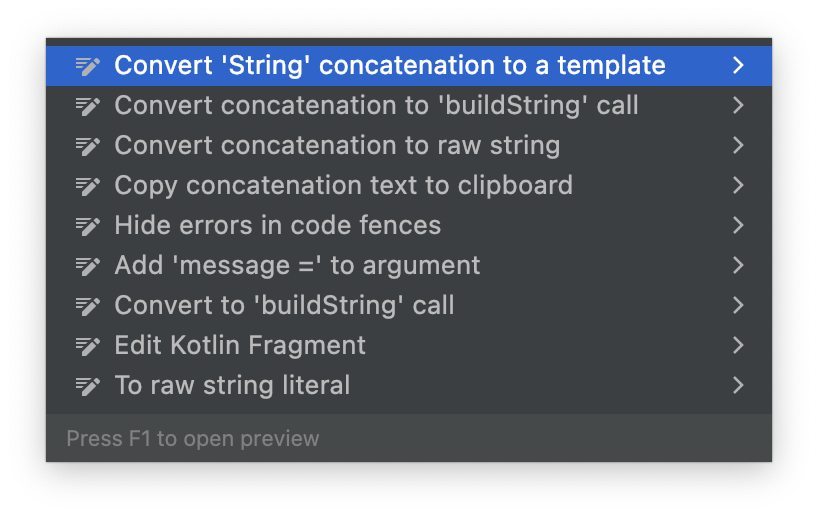 Convert 'String' concatenation to a template
Convert concatenation to 'buildString' call
Convert concatenation to raw string
Copy concatenation text to clipboard
Hide errors in code fences
Add 'message =' to argument
Convert to 'buildString' call
Edit Kotlin Fragment
To raw string literal
Press F1 to open preview